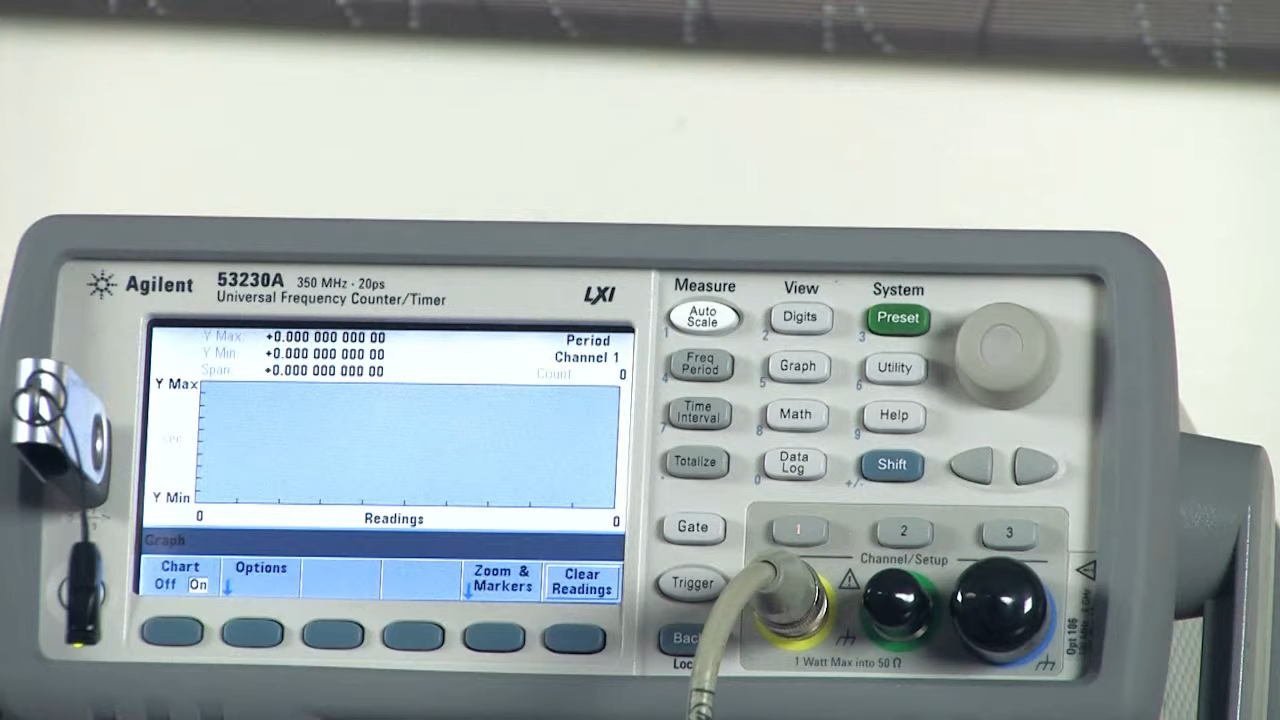 Agilent
53230A 350 MHz - 20ps
Universal Frequency Counter/Timer
LXI
Y Max +0.000 000 000 00
Y Min +0.000 000 000 00
Span: +0.000 000 000 00
Period
Channel 1
Count 0
Y Max
sec
Y Min
0
Readings
0
Graph
Chart
Off On
Options
Zoom &
Markers
Clear
Readings
Measure
View
System
1
Auto
Scale
2
Digits
3
Preset
4
Freq
Period
5
Graph
6
Utility
7
Time
Interval
8
Math
9
Help
.
Totalize
0
Data
Log
+/-
Shift
Gate
1
2
3
Channel/Setup
Trigger
1 Watt Max into 50 Ω
Opt 106